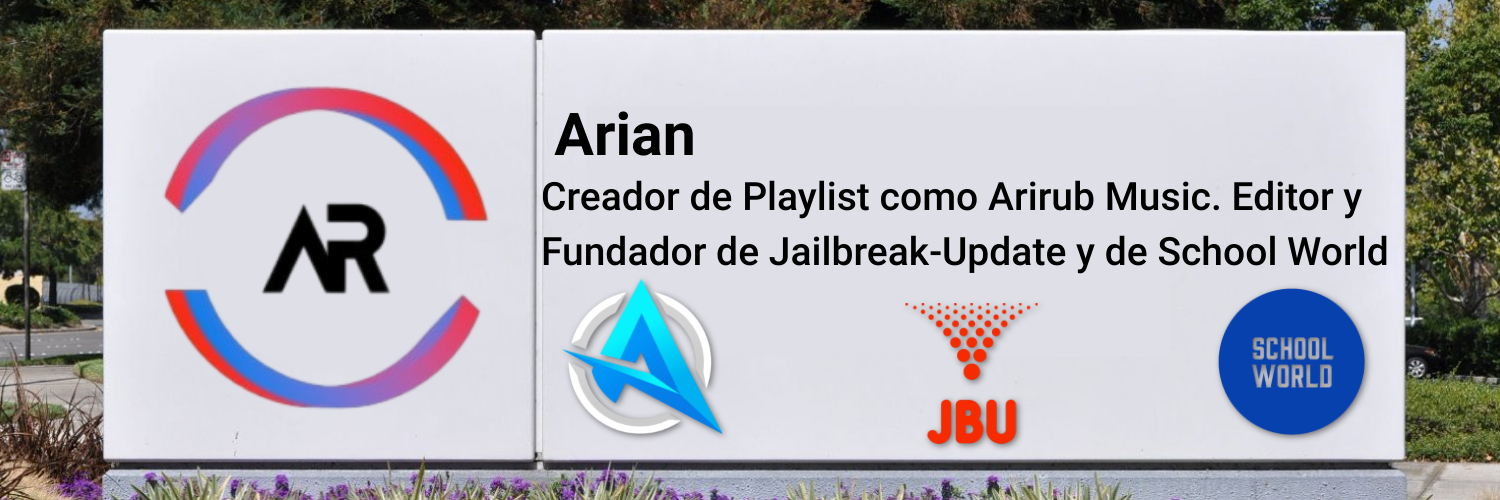 AR
Arian
Creador de Playlist como Arirub Music. Editor y
Fundador de Jailbreak-Update y de School World
A
JBU
SCHOOL
WORLD